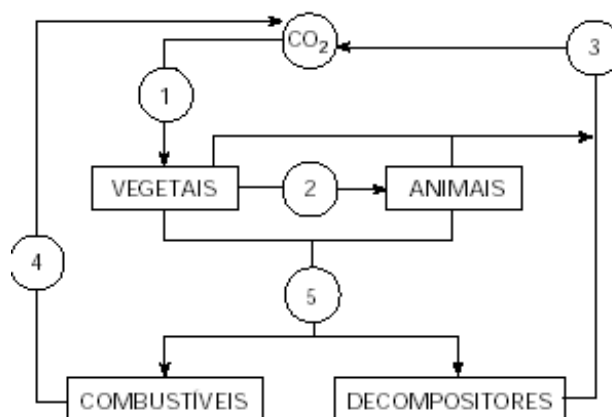 CO₂
3
1
VEGETAIS
2
ANIMAIS
4
5
COMBUSTÍVEIS
DECOMPOSITORES